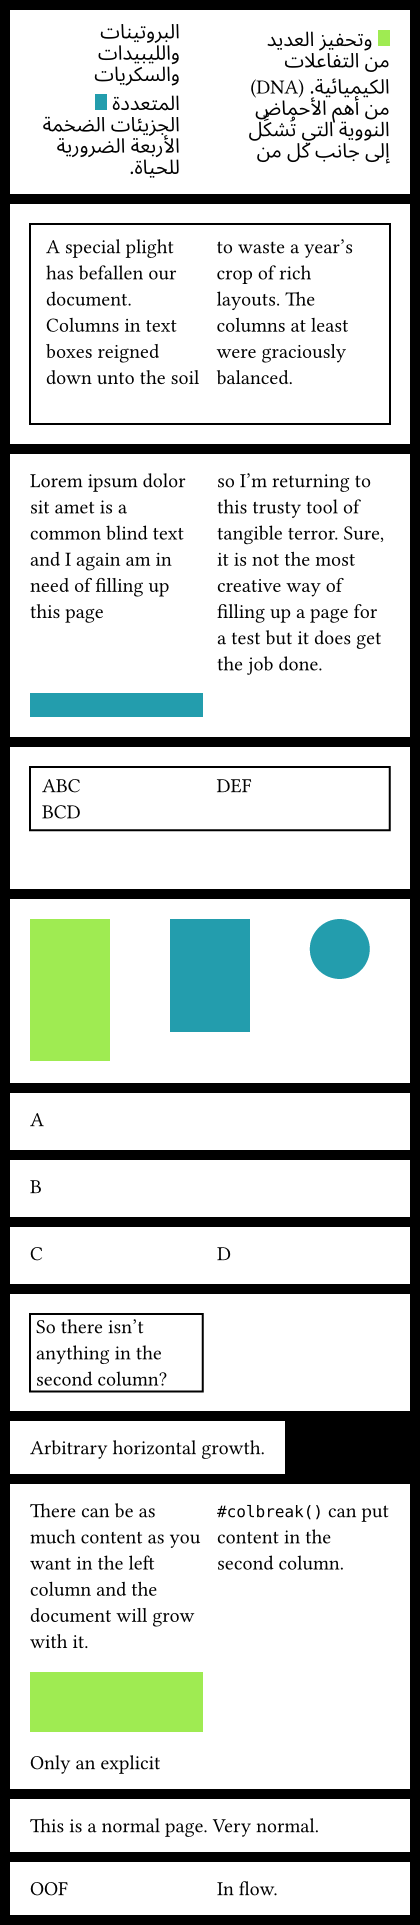 وتحفيز العديد
من التفاعلات
الكيميائية. (DNA)
من أهم الأحماض
النووية التي تُشكِّل
إلى جانب كل من
البروتينات
والليبيدات
والسكريات
المتعددة
الجزيئات الضخمة
الأربعة الضرورية
للحياة.
A special plight
has befallen our
document.
Columns in text
boxes reigned
down unto the soil
to waste a year’s
crop of rich
layouts. The
columns at least
were graciously
balanced.
Lorem ipsum dolor
sit amet is a
common blind text
and I again am in
need of filling up
this page
so I’m returning to
this trusty tool of
tangible terror. Sure,
it is not the most
creative way of
filling up a page for
a test but it does get
the job done.
ABC
BCD
DEF
A
B
C
D
So there isn’t
anything in the
second column?
Arbitrary horizontal growth.
There can be as
much content as you
want in the left
column and the
document will grow
with it.
Only an explicit
#colbreak() can put
content in the
second column.
This is a normal page. Very normal.
OOF
In flow.